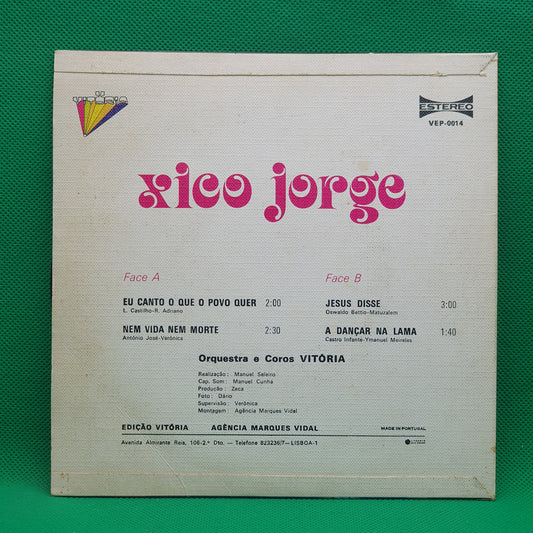 VITÓRIA
ESTEREO
VEP-0014
xico jorge
Face A
EU CANTO O QUE O POVO QUER 2:00
L. Castilho-R. Adriano
NEM VIDA NEM MORTE 2:30
António José-Verónica
Face B
JESUS DISSE 3:00
Oswaldo Bettio-Matuzalem
A DANÇAR NA LAMA 1:40
Castro Infante-Ymanuel Meireles
Orquestra e Coros VITÓRIA
Realização: Manuel Seleiro
Cap. Som: Manuel Cunha
Produção: Zeca
Foto: Dário
Supervisão: Verónica
Montagem: Agência Marques Vidal
EDIÇÃO VITÓRIA AGÊNCIA MARQUES VIDAL
Avenida Almirante Reis, 106-2.º Dto. — Telefone 823236/7—LISBOA-1
MADE IN PORTUGAL